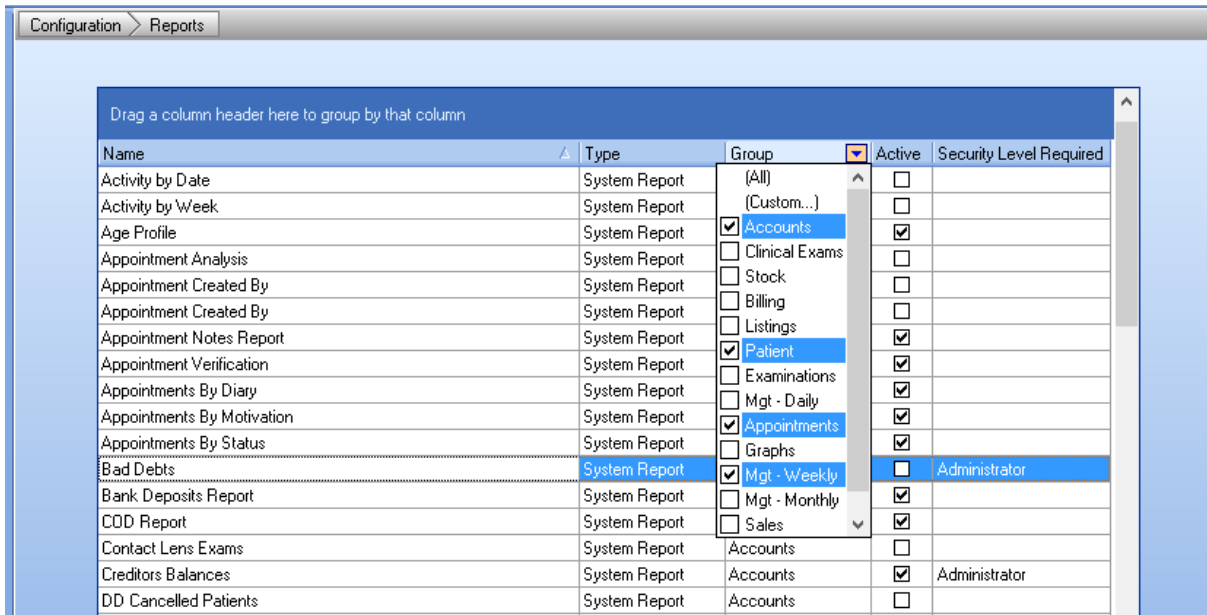 Configuration Reports
Drag a column header here to group by that column
Name Type Group Active Security Level Required
Activity by Date System Report (All)
Activity by Week System Report (Custom...)
Age Profile System Report Accounts
Appointment Analysis System Report Clinical Exams
Appointment Created By System Report Stock
Appointment Created By System Report Billing
Appointment Notes Report System Report Listings
Appointment Verification System Report Patient
Appointments By Diary System Report Examinations
Appointments By Motivation System Report Mgt - Daily
Appointments By Status System Report Appointments
Graphs
Bad Debts System Report Mgt - Weekly Administrator
Bank Deposits Report System Report Mgt - Monthly
COD Report System Report Sales
Contact Lens Exams System Report Accounts
Creditors Balances System Report Accounts Administrator
DD Cancelled Patients System Report Accounts